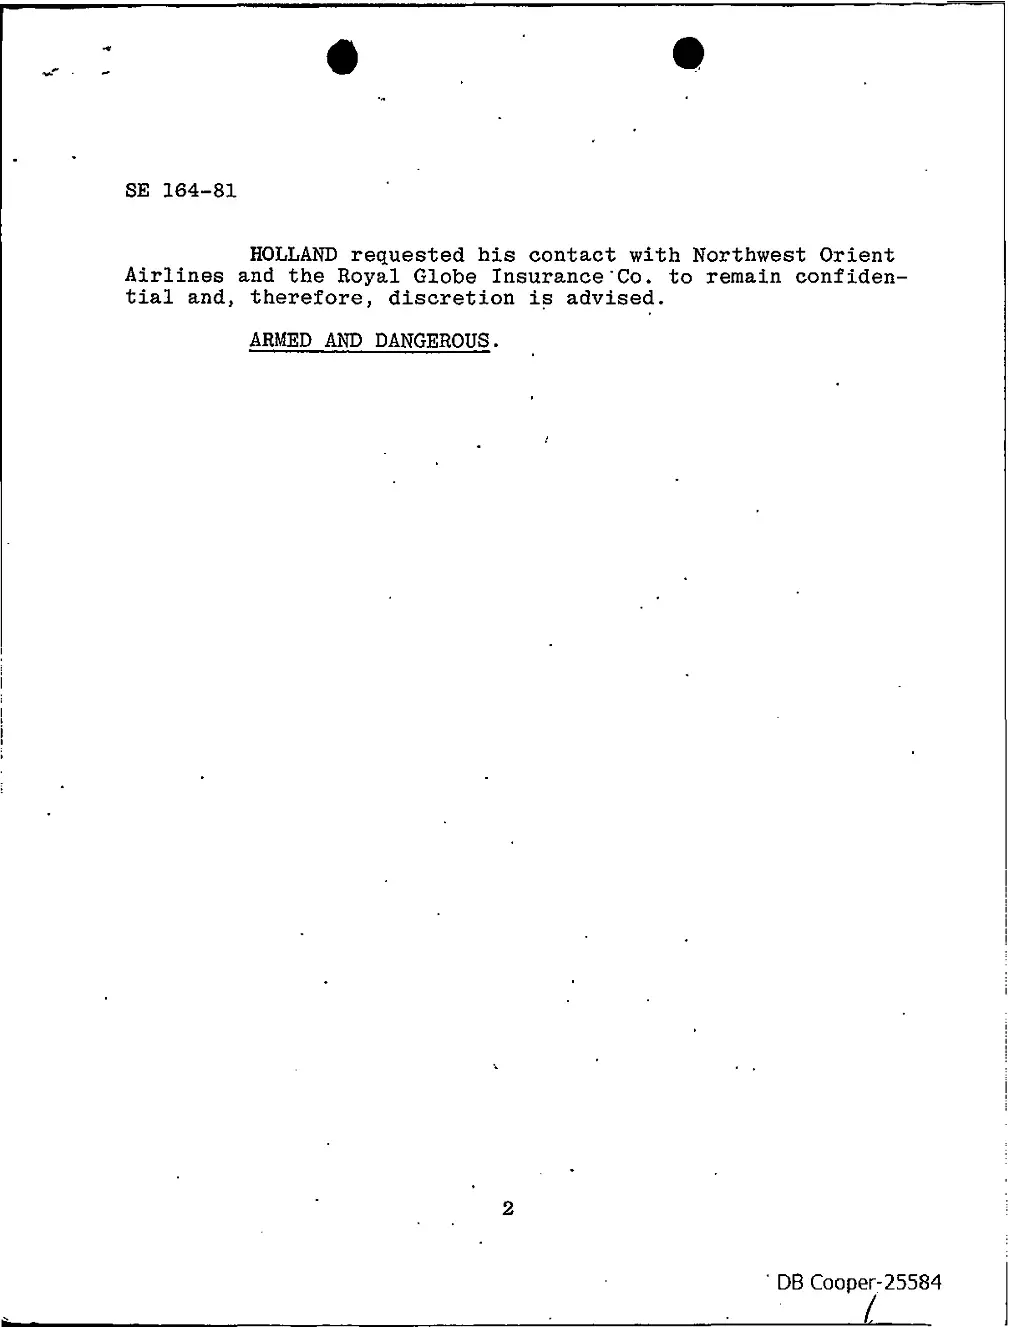 SE 164-81
HOLLAND requested his contact with Northwest Orient
Airlines and the Royal Globe Insurance Co. to remain confiden-
tial and, therefore, discretion is advised.
ARMED AND DANGEROUS.
2
DB Cooper-25584